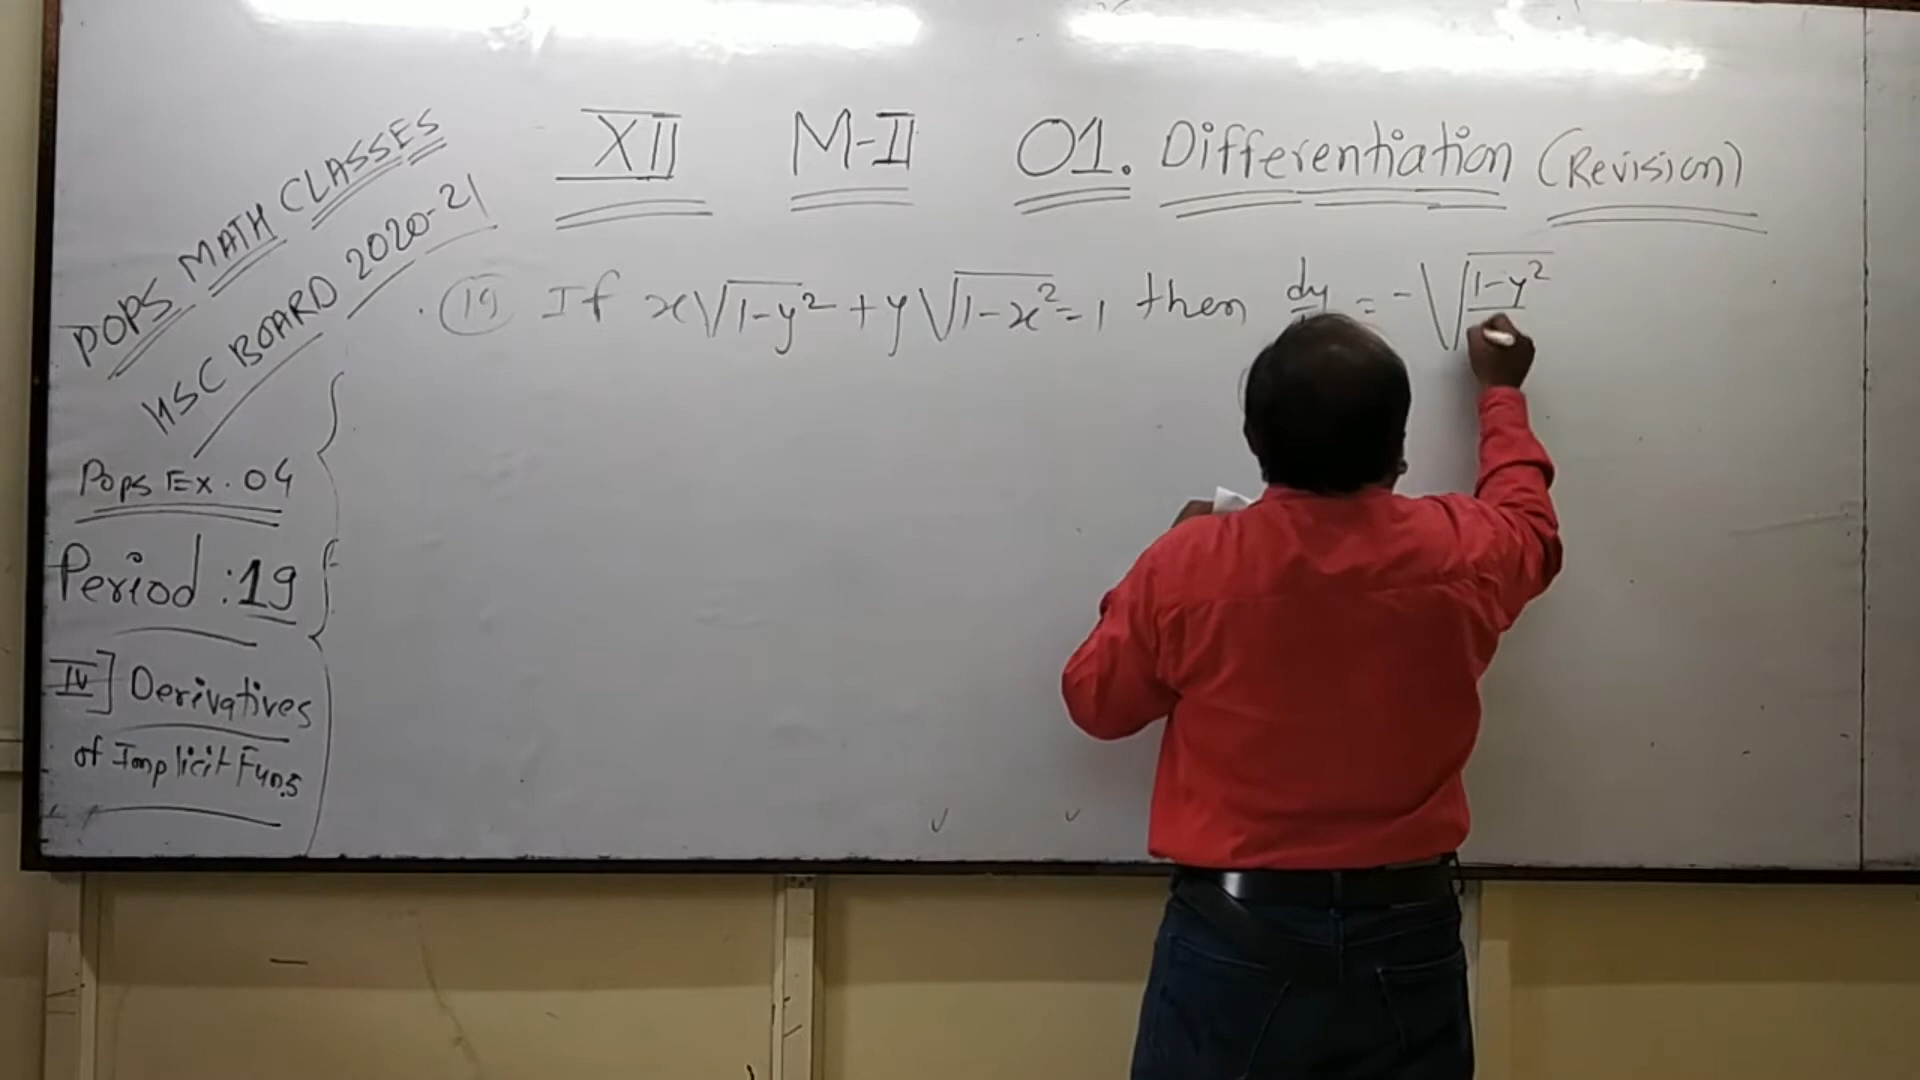 POPS MATH CLASSES
HSC BOARD 2020-21
XII M-II 01. Differentiation (Revision)
(19) If x√1-y² + y√1-x² = 1 then dy = -√1-y²
Pops Ex. 04
Period : 19
IV] Derivatives
of Implicit Funs